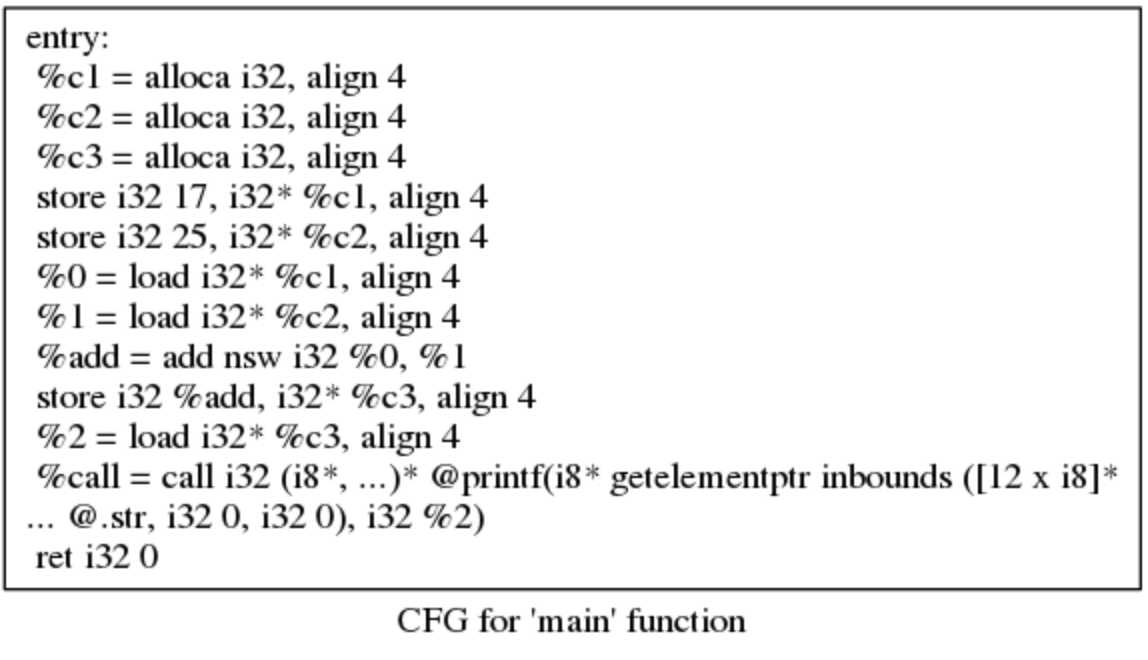 entry:
%c1 = alloca i32, align 4
%c2 = alloca i32, align 4
%c3 = alloca i32, align 4
store i32 17, i32* %c1, align 4
store i32 25, i32* %c2, align 4
%0 = load i32* %c1, align 4
%1 = load i32* %c2, align 4
%add = add nsw i32 %0, %1
store i32 %add, i32* %c3, align 4
%2 = load i32* %c3, align 4
%call = call i32 (i8*, ...)* @printf(i8* getelementptr inbounds ([12 x i8]*
... @.str, i32 0, i32 0), i32 %2)
ret i32 0
CFG for 'main' function